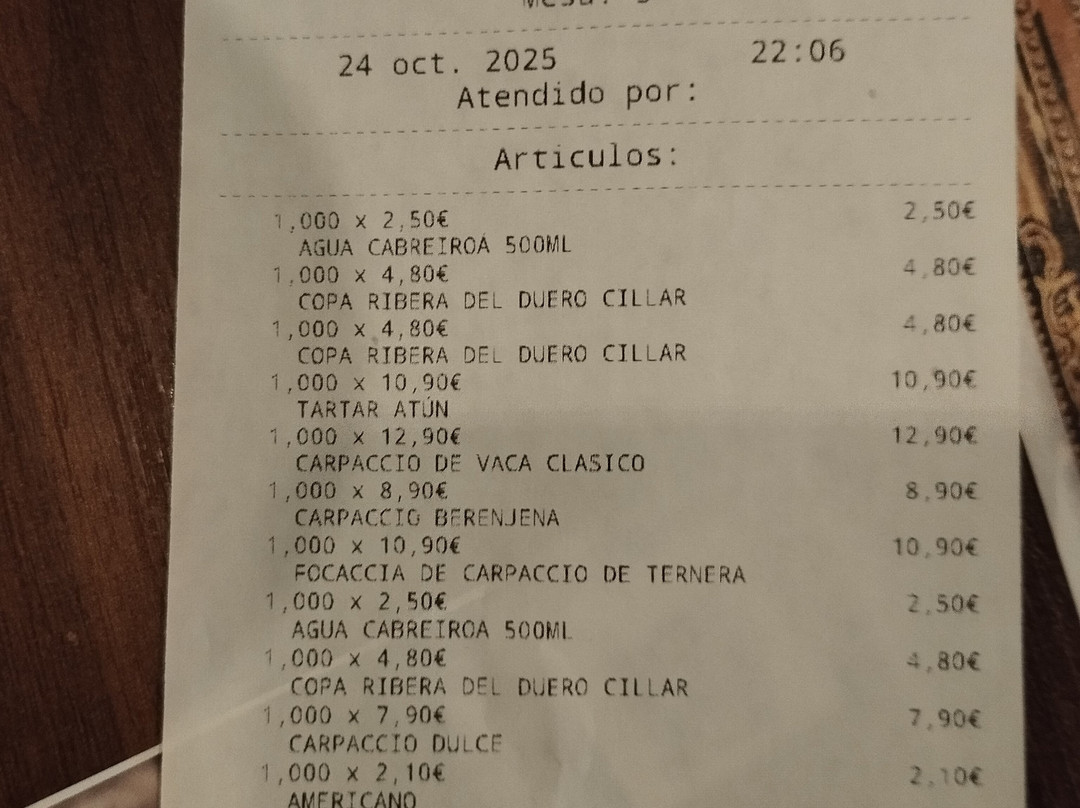 24 oct. 2025 22:06
Atendido por:
Articulos:
1,000 x 2,50€ 2,50€
AGUA CABREIROÁ 500ML
1,000 x 4,80€ 4,80€
COPA RIBERA DEL DUERO CILLAR
1,000 x 4,80€ 4,80€
COPA RIBERA DEL DUERO CILLAR
1,000 x 10,90€ 10,90€
TARTAR ATÚN
1,000 x 12,90€ 12,90€
CARPACCIO DE VACA CLASICO
1,000 x 8,90€ 8,90€
CARPACCIO BERENJENA
1,000 x 10,90€ 10,90€
FOCACCIA DE CARPACCIO DE TERNERA
1,000 x 2,50€ 2,50€
AGUA CABREIROA 500ML
1,000 x 4,80€ 4,80€
COPA RIBERA DEL DUERO CILLAR
1,000 x 7,90€ 7,90€
CARPACCIO DULCE
1,000 x 2,10€ 2,10€
AMERICANO